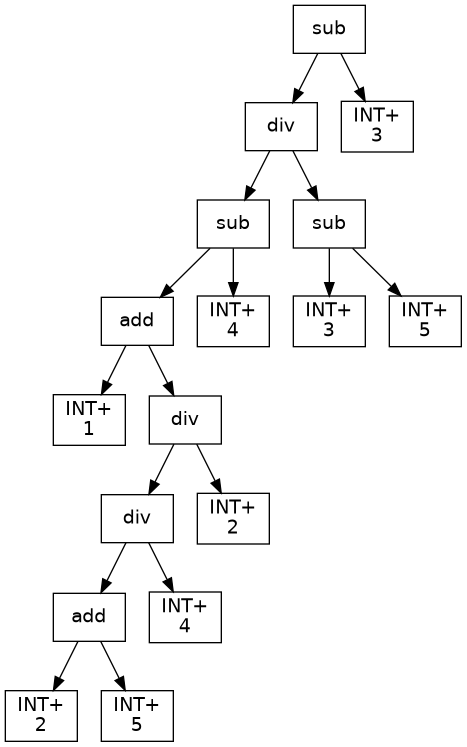 sub
div
INT+
3
sub
sub
add
INT+
4
INT+
3
INT+
5
INT+
1
div
div
INT+
2
add
INT+
4
INT+
2
INT+
5